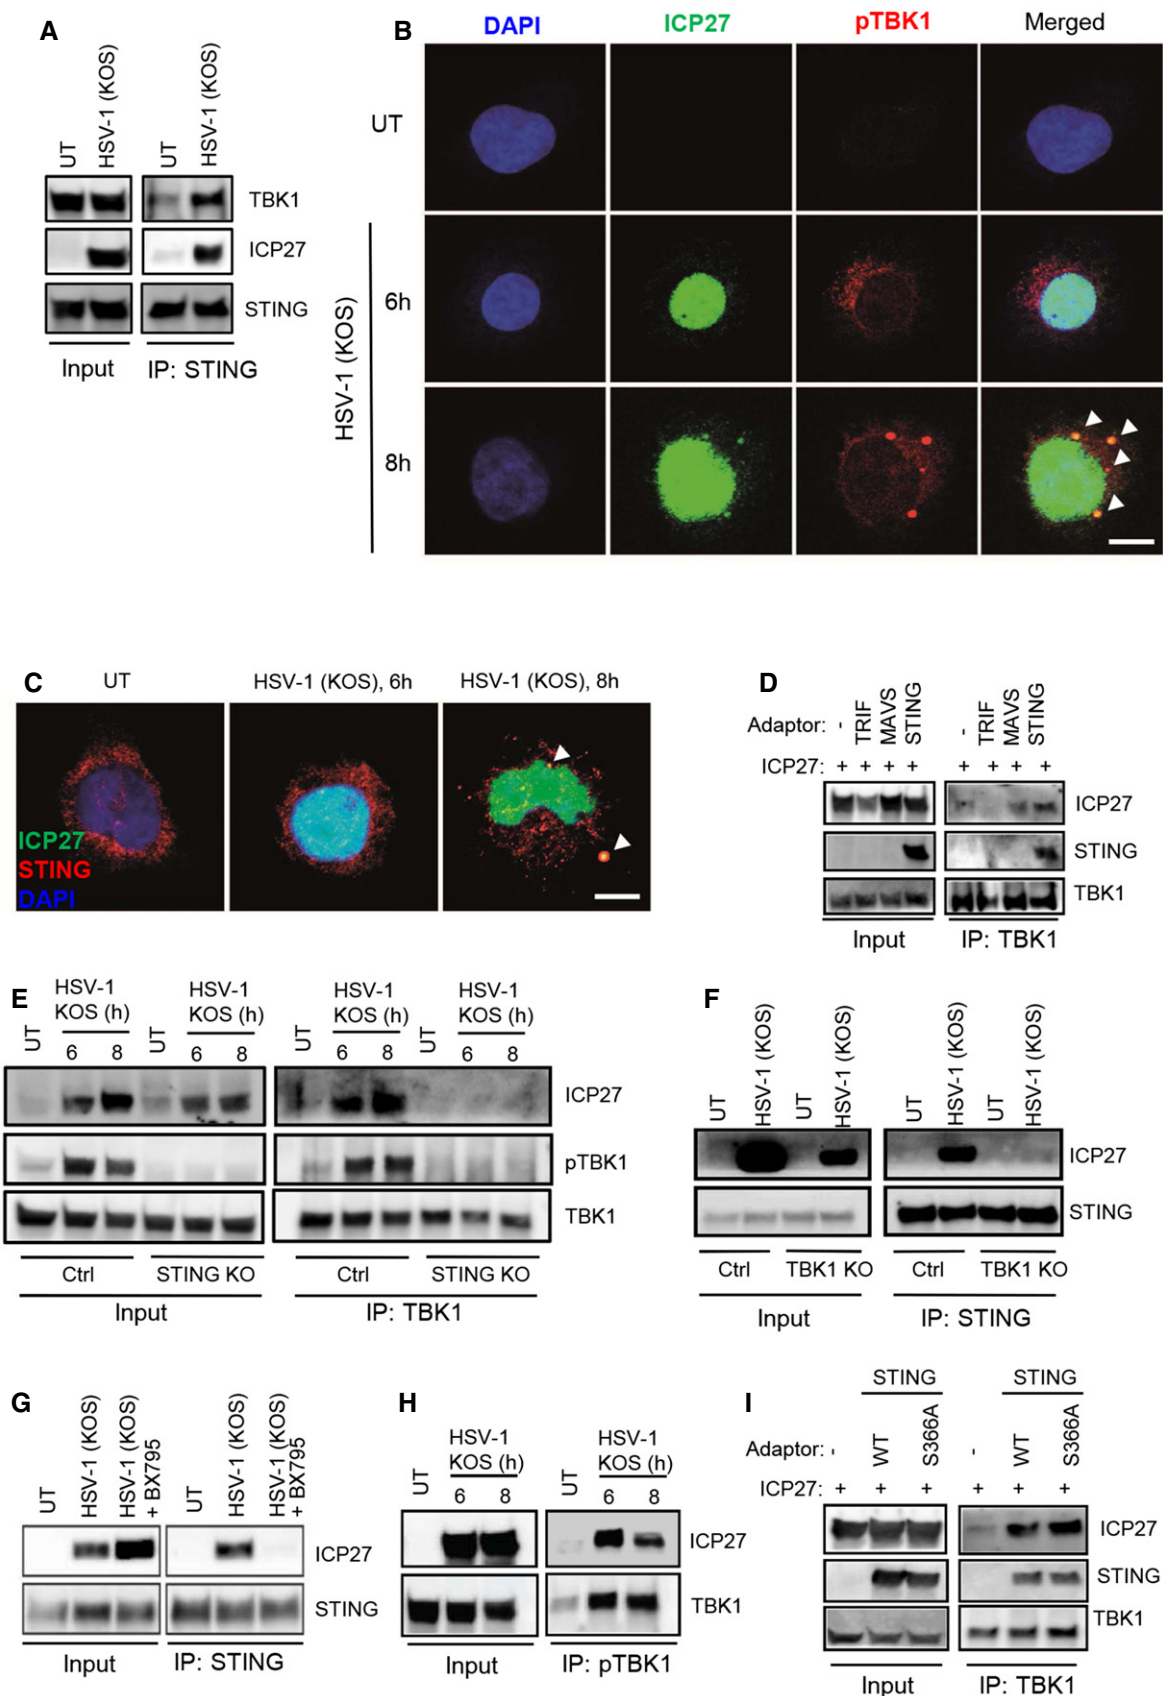 A
UT
HSV-1 (KOS)
UT
HSV-1 (KOS)
TBK1
ICP27
STING
Input
IP: STING
B
DAPI
ICP27
pTBK1
Merged
UT
HSV-1 (KOS)
6h
8h
C
UT
HSV-1 (KOS), 6h
HSV-1 (KOS), 8h
ICP27
STING
DAPI
D
Adaptor: - TRIF MAVS STING - TRIF MAVS STING
ICP27: + + + + + + + +
ICP27
STING
TBK1
Input
IP: TBK1
E
HSV-1 HSV-1 HSV-1 HSV-1
KOS (h) KOS (h) KOS (h) KOS (h)
UT 6 8 UT 6 8 UT 6 8 UT 6 8
ICP27
pTBK1
TBK1
Ctrl STING KO Ctrl STING KO
Input IP: TBK1
F
UT HSV-1 (KOS) UT HSV-1 (KOS) UT HSV-1 (KOS) UT HSV-1 (KOS)
ICP27
STING
Ctrl TBK1 KO Ctrl TBK1 KO
Input IP: STING
G
UT HSV-1 (KOS) HSV-1 (KOS) + BX795 UT HSV-1 (KOS) HSV-1 (KOS) + BX795
ICP27
STING
Input IP: STING
H
HSV-1 HSV-1
KOS (h) KOS (h)
UT 6 8 UT 6 8
ICP27
TBK1
Input IP: pTBK1
I
STING STING
Adaptor: - WT S366A - WT S366A
ICP27: + + + + + +
ICP27
STING
TBK1
Input IP: TBK1